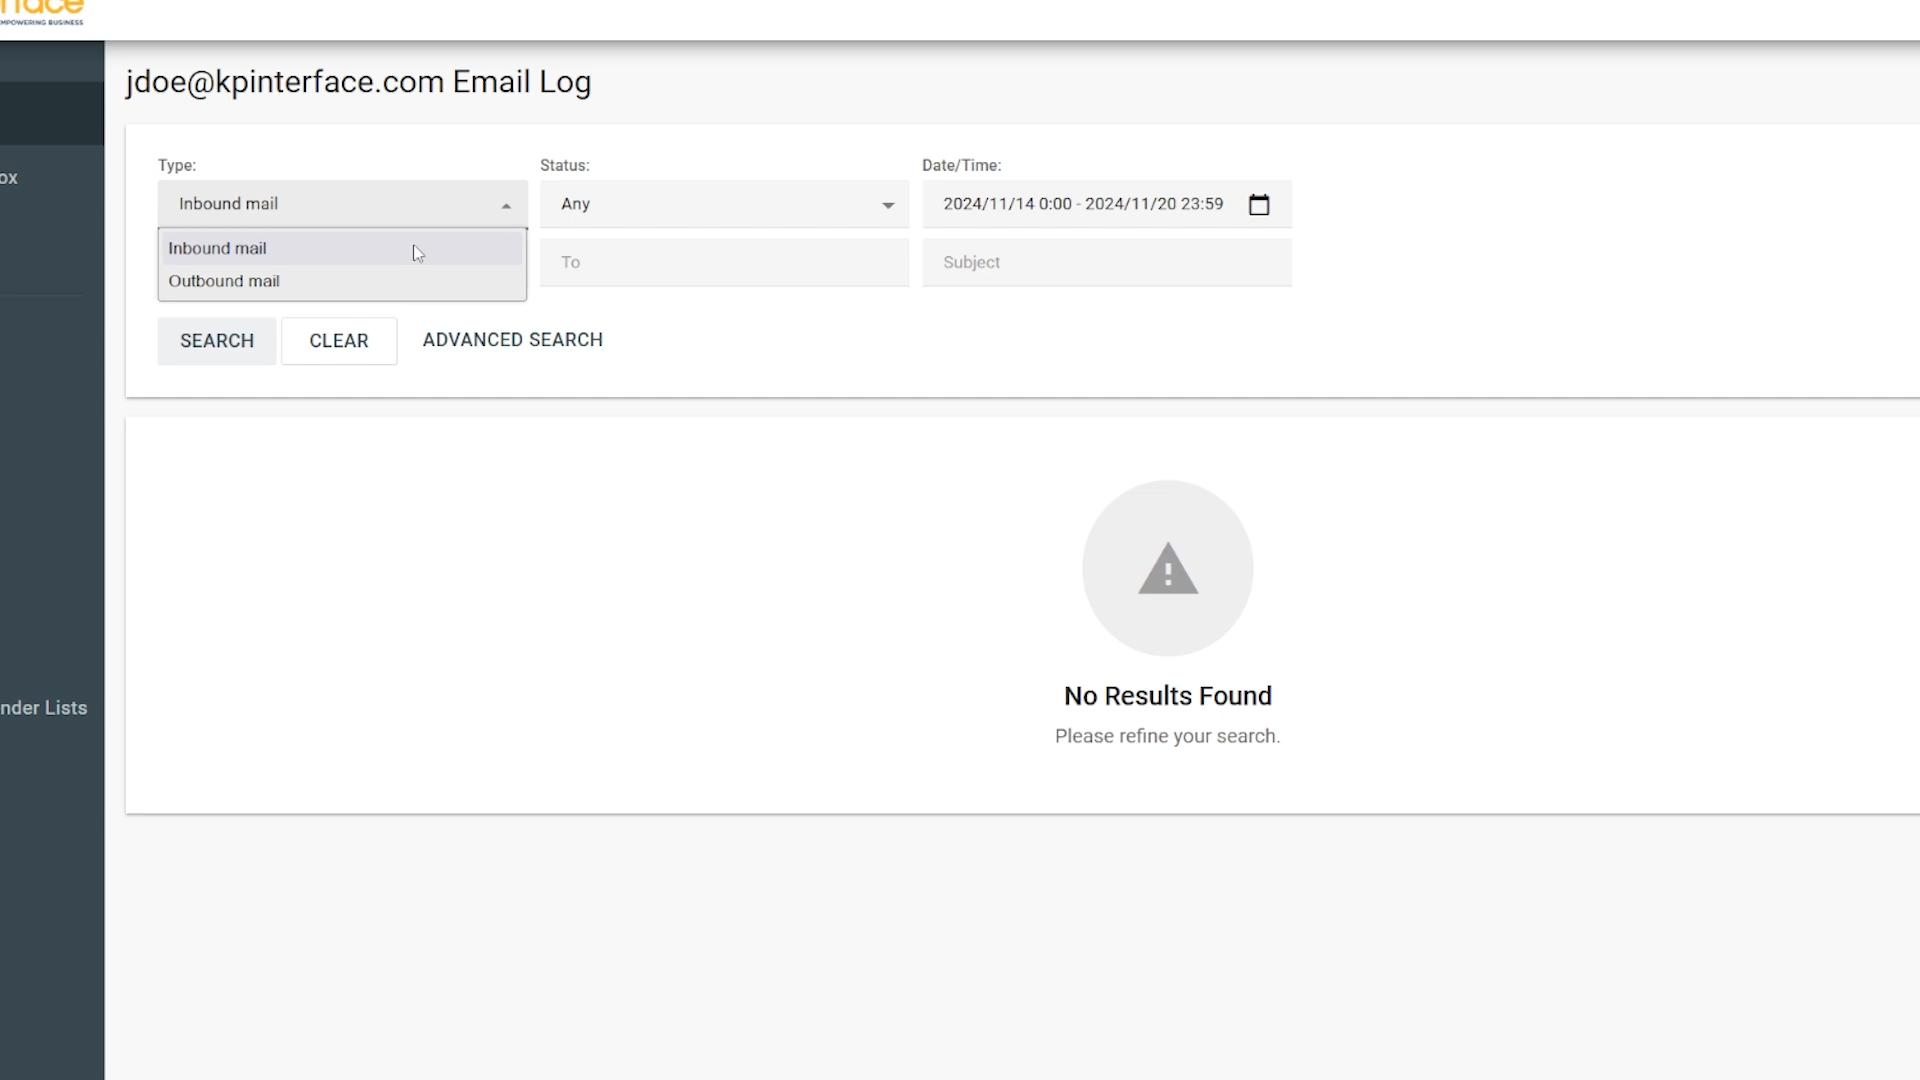 EMPOWERING BUSINESS
jdoe@kpinterface.com Email Log
Type:
Status:
Date/Time:
Inbound mail
Any
2024/11/14 0:00 - 2024/11/20 23:59
Inbound mail
Outbound mail
To
Subject
SEARCH
CLEAR
ADVANCED SEARCH
No Results Found
Please refine your search.
ox
nder Lists